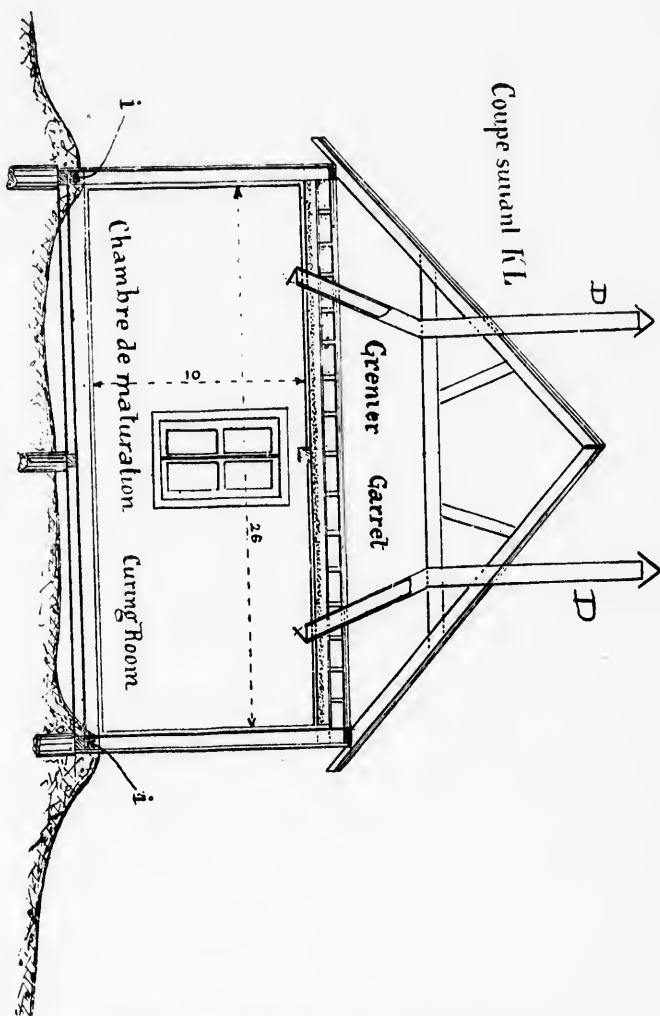 Coupe suivant KL
D
D
Grenier Garret
10
26
Chambre de maturation Curing Room
i
i